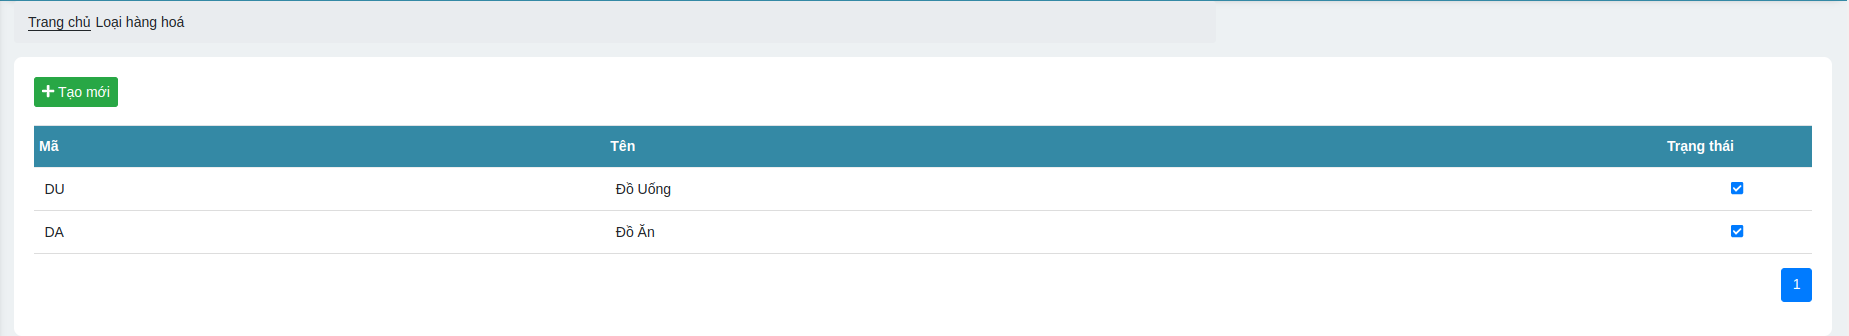 Trang chủ Loại hàng hoá
Tạo mới
Mã Tên Trạng thái
DU Đồ Uống
DA Đồ Ăn
1